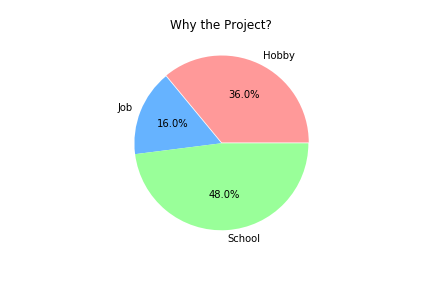 Why the Project?
Hobby
36.0%
Job
16.0%
48.0%
School